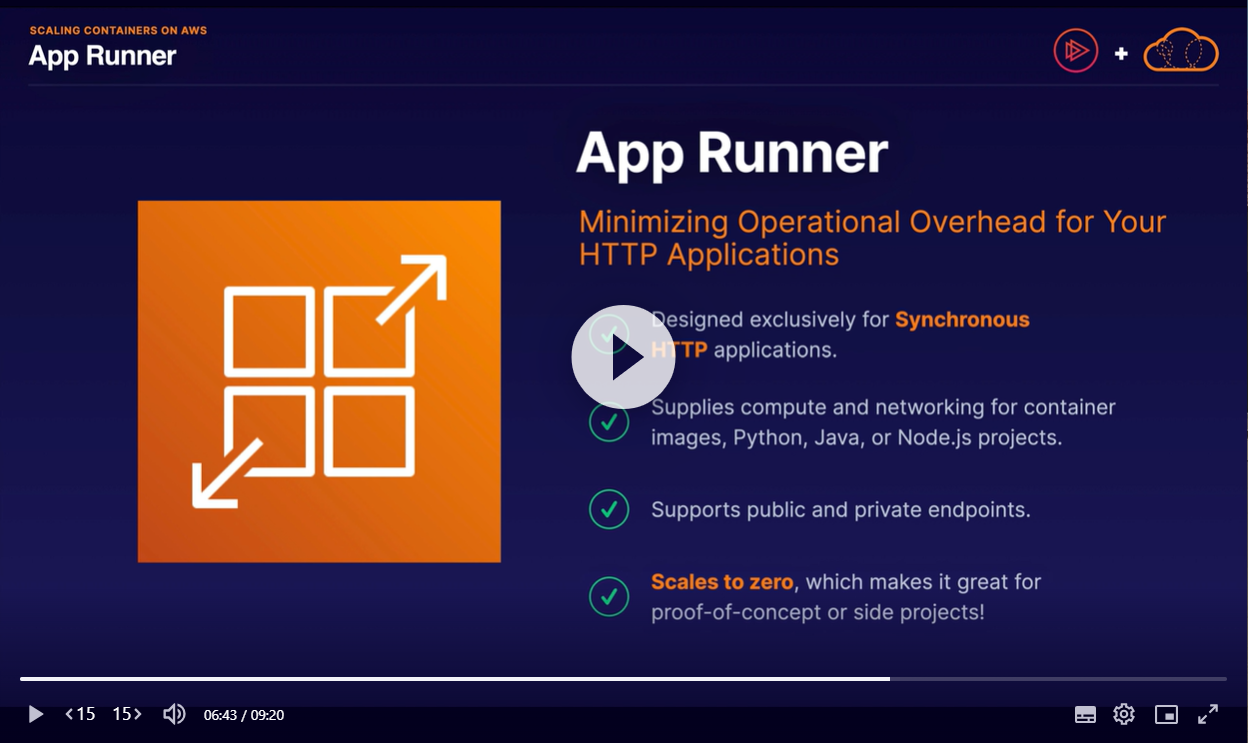 SCALING CONTAINERS ON AWS
App Runner
+
App Runner
Minimizing Operational Overhead for Your
HTTP Applications
Designed exclusively for Synchronous
HTTP applications.
Supplies compute and networking for container
images, Python, Java, or Node.js projects.
Supports public and private endpoints.
Scales to zero, which makes it great for
proof-of-concept or side projects!
<15 15> 06:43 / 09:20